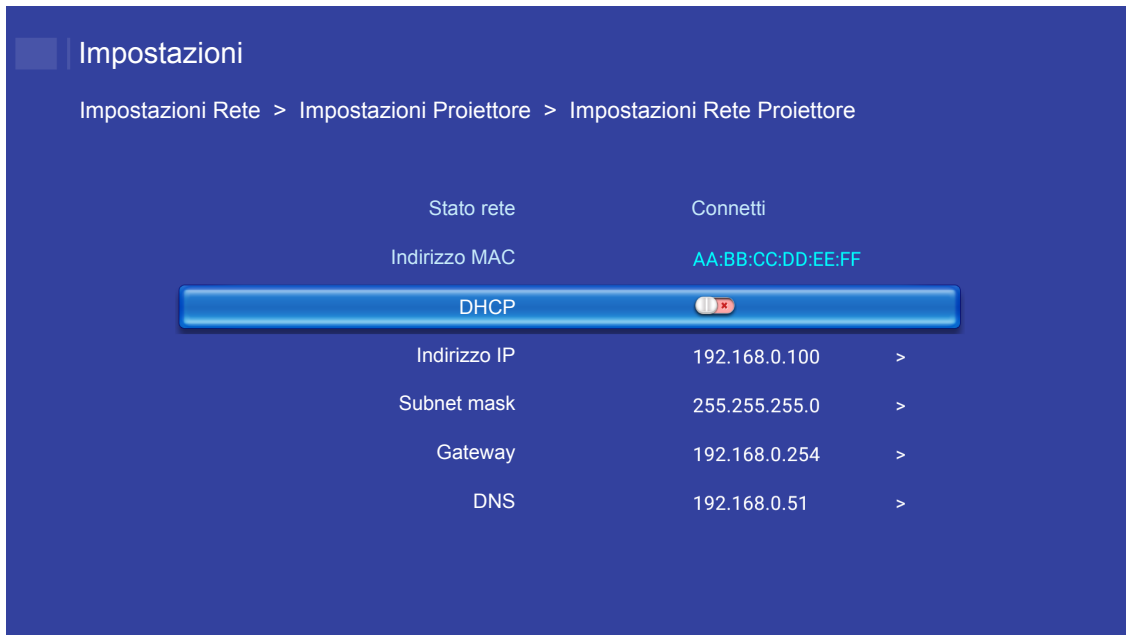 Impostazioni
Impostazioni Rete > Impostazioni Proiettore > Impostazioni Rete Proiettore
Stato rete Connetti
Indirizzo MAC AA:BB:CC:DD:EE:FF
DHCP
Indirizzo IP 192.168.0.100 >
Subnet mask 255.255.255.0 >
Gateway 192.168.0.254 >
DNS 192.168.0.51 >